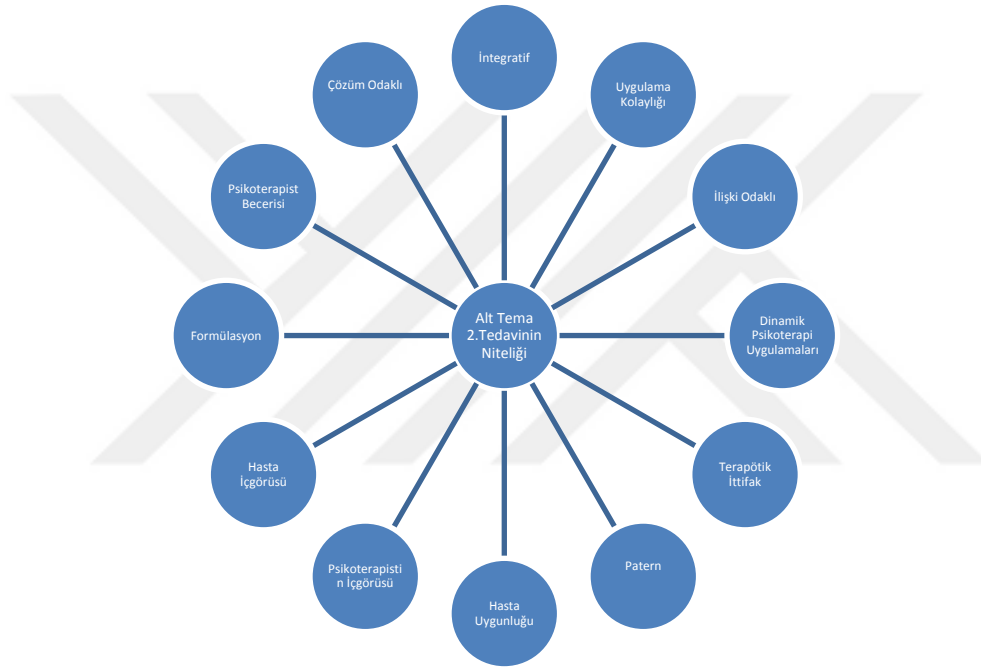 İntegratif
Uygulama
Kolaylığı
İlişki Odaklı
Dinamik
Psikoterapi
Uygulamaları
Terapötik
İttifak
Patern
Hasta
Uygunluğu
Psikoterapisti
n İçgörüsü
Hasta
İçgörüsü
Formülasyon
Psikoterapist
Becerisi
Çözüm Odaklı
Alt Tema
2.Tedavinin
Niteliği